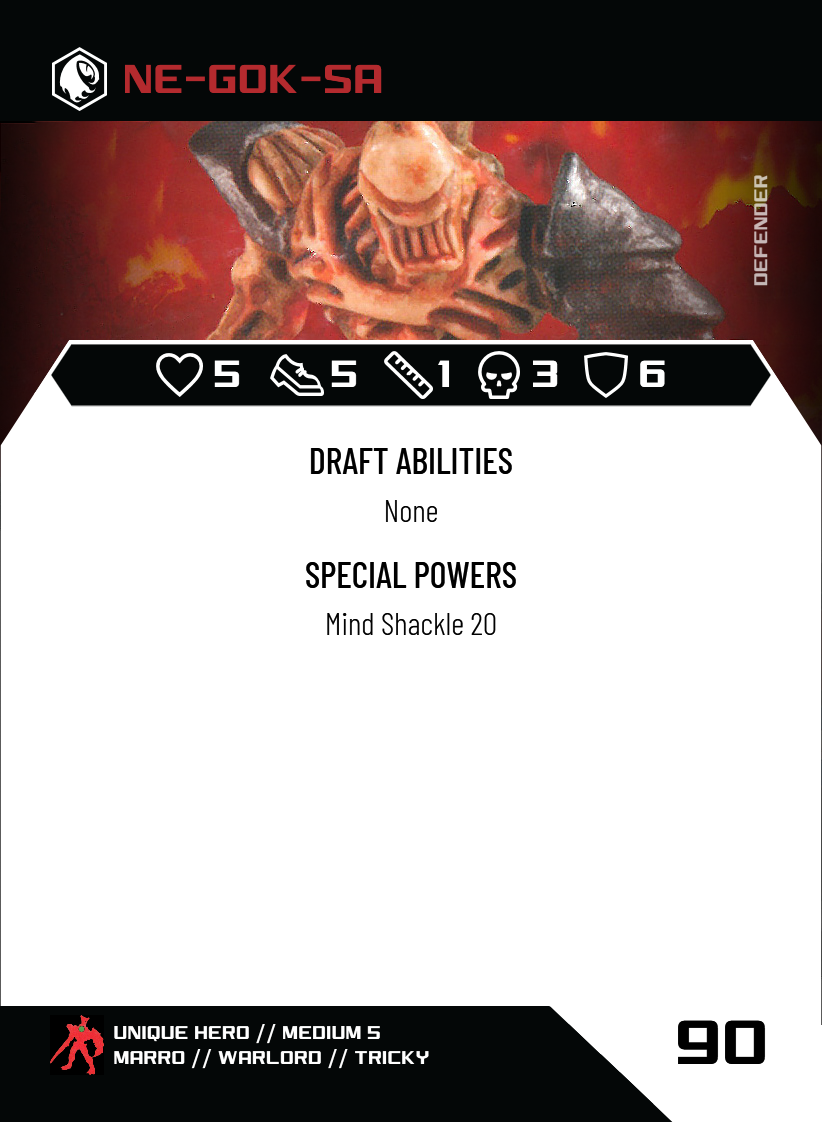 NE-GOK-SA
DEFENDER
5 5 1 3 6
DRAFT ABILITIES
None
SPECIAL POWERS
Mind Shackle 20
UNIQUE HERO // MEDIUM 5
MARRO // WARLORD // TRICKY
90